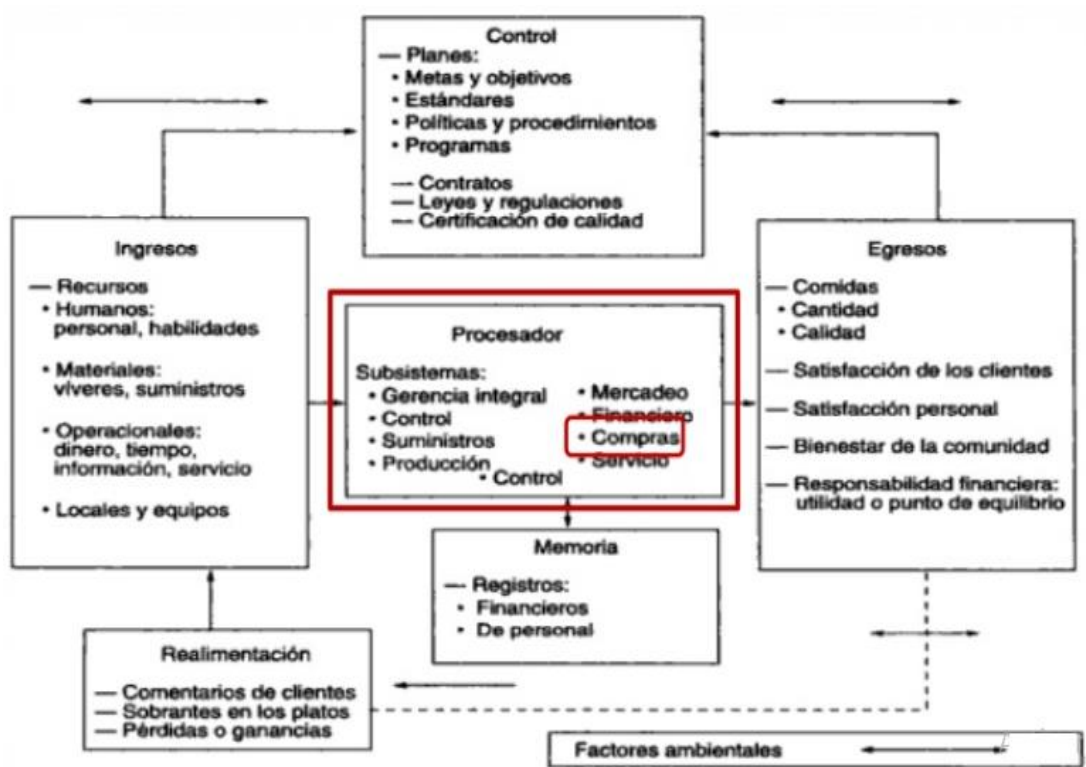 Control
— Planes:
• Metas y objetivos
• Estándares
• Políticas y procedimientos
• Programas
— Contratos
— Leyes y regulaciones
— Certificación de calidad
Ingresos
— Recursos
• Humanos:
personal, habilidades
• Materiales:
víveres, suministros
• Operacionales:
dinero, tiempo,
información, servicio
• Locales y equipos
Procesador
Subsistemas:
• Gerencia integral
• Control
• Suministros
• Producción
• Mercadeo
• Financiero
• Compras
• Servicio
• Control
Egresos
— Comidas
• Cantidad
• Calidad
— Satisfacción de los clientes
— Satisfacción personal
— Bienestar de la comunidad
— Responsabilidad financiera:
utilidad o punto de equilibrio
Memoria
— Registros:
• Financieros
• De personal
Realimentación
— Comentarios de clientes
— Sobrantes en los platos
— Pérdidas o ganancias
Factores ambientales